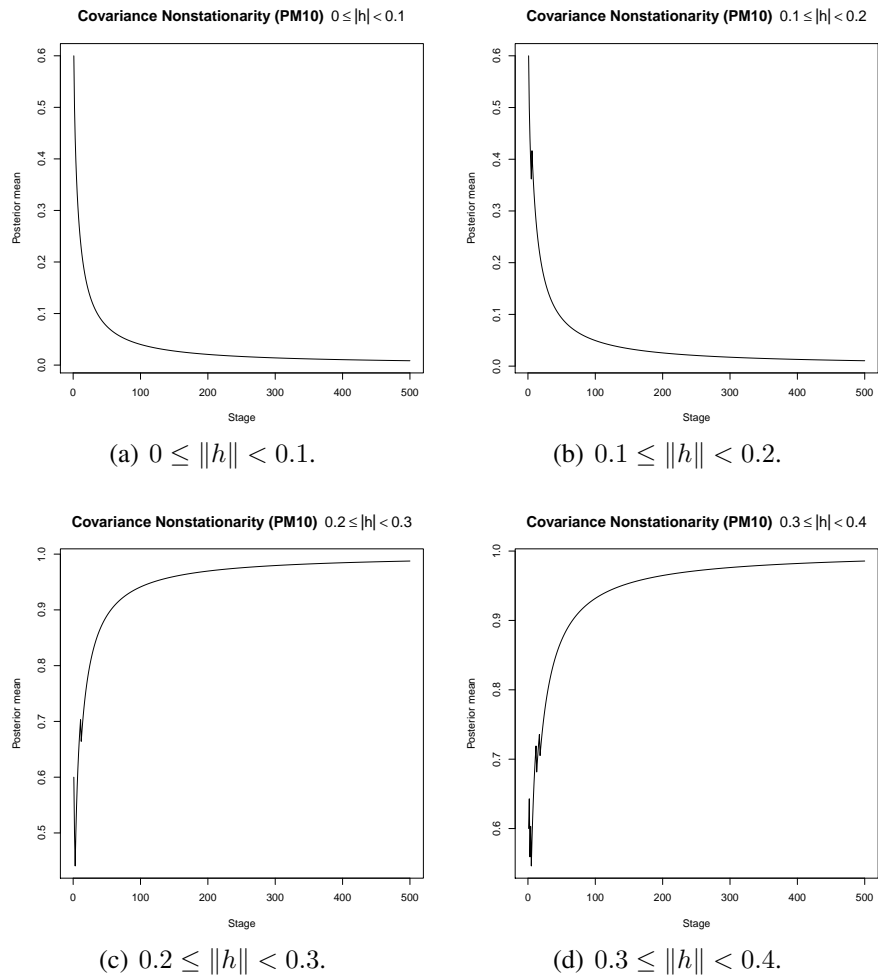 Covariance Nonstationarity (PM10) 0 ≤ |h| < 0.1
Posterior mean
0.6
0.5
0.4
0.3
0.2
0.1
0.0
0 100 200 300 400 500
Stage
(a) 0 ≤ ‖h‖ < 0.1.
Covariance Nonstationarity (PM10) 0.1 ≤ |h| < 0.2
Posterior mean
0.6
0.5
0.4
0.3
0.2
0.1
0.0
0 100 200 300 400 500
Stage
(b) 0.1 ≤ ‖h‖ < 0.2.
Covariance Nonstationarity (PM10) 0.2 ≤ |h| < 0.3
Posterior mean
1.0
0.9
0.8
0.7
0.6
0.5
0 100 200 300 400 500
Stage
(c) 0.2 ≤ ‖h‖ < 0.3.
Covariance Nonstationarity (PM10) 0.3 ≤ |h| < 0.4
Posterior mean
1.0
0.9
0.8
0.7
0.6
0 100 200 300 400 500
Stage
(d) 0.3 ≤ ‖h‖ < 0.4.